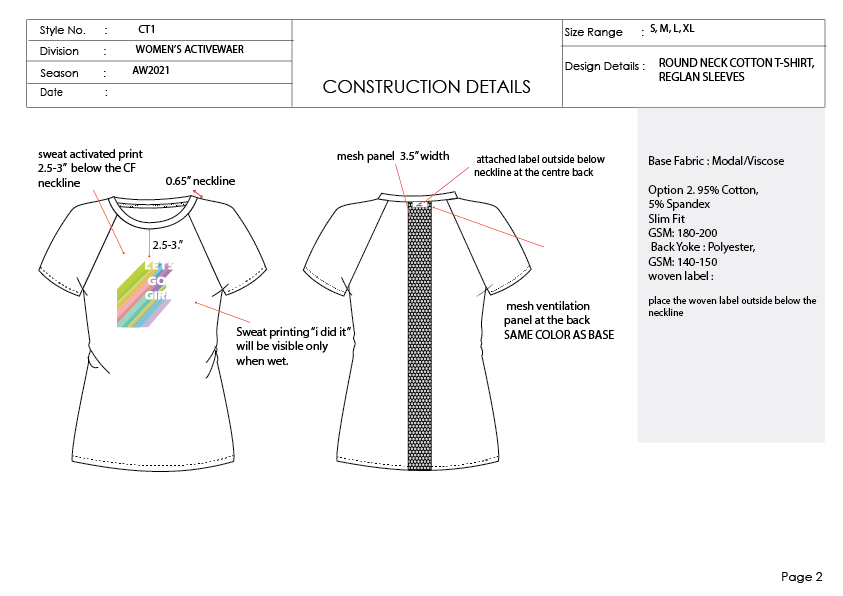 Style No. : CT1
Division : WOMEN'S ACTIVEWAER
Season : AW2021
Date :
CONSTRUCTION DETAILS
Size Range : S, M, L, XL
Design Details : ROUND NECK COTTON T-SHIRT,
REGLAN SLEEVES
sweat activated print
2.5-3" below the CF
neckline
0.65" neckline
2.5-3."
LETS
GO
GIRL
Sweat printing "i did it"
will be visible only
when wet.
mesh panel 3.5" width
attached label outside below
neckline at the centre back
mesh ventilation
panel at the back
SAME COLOR AS BASE
Base Fabric : Modal/Viscose
Option 2. 95% Cotton,
5% Spandex
Slim Fit
GSM: 180-200
Back Yoke : Polyester,
GSM: 140-150
woven label :
place the woven label outside below the
neckline
Page 2